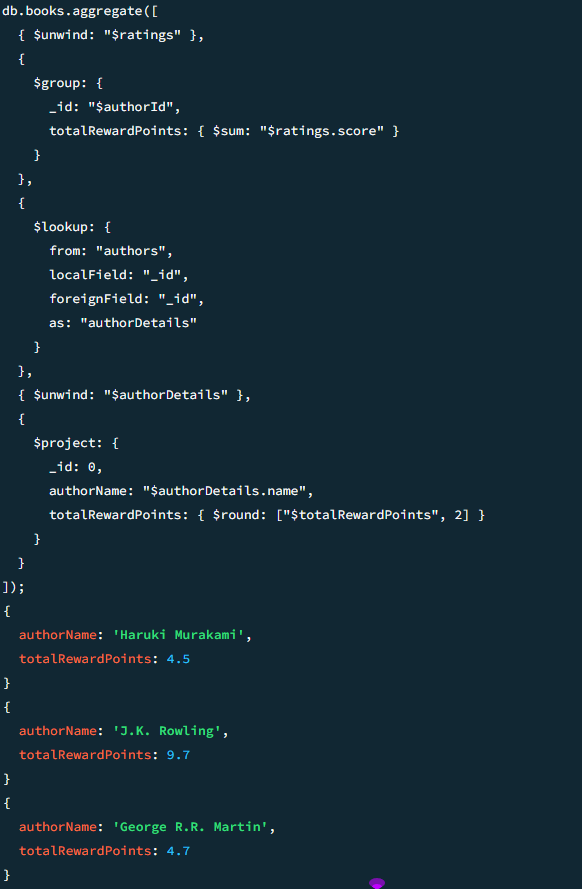 db.books.aggregate([
  { $unwind: "$ratings" },
  {
    $group: {
      _id: "$authorId",
      totalRewardPoints: { $sum: "$ratings.score" }
    }
  },
  {
    $lookup: {
      from: "authors",
      localField: "_id",
      foreignField: "_id",
      as: "authorDetails"
    }
  },
  { $unwind: "$authorDetails" },
  {
    $project: {
      _id: 0,
      authorName: "$authorDetails.name",
      totalRewardPoints: { $round: ["$totalRewardPoints", 2] }
    }
  }
]);
{
  authorName: 'Haruki Murakami',
  totalRewardPoints: 4.5
}
{
  authorName: 'J.K. Rowling',
  totalRewardPoints: 9.7
}
{
  authorName: 'George R.R. Martin',
  totalRewardPoints: 4.7
}